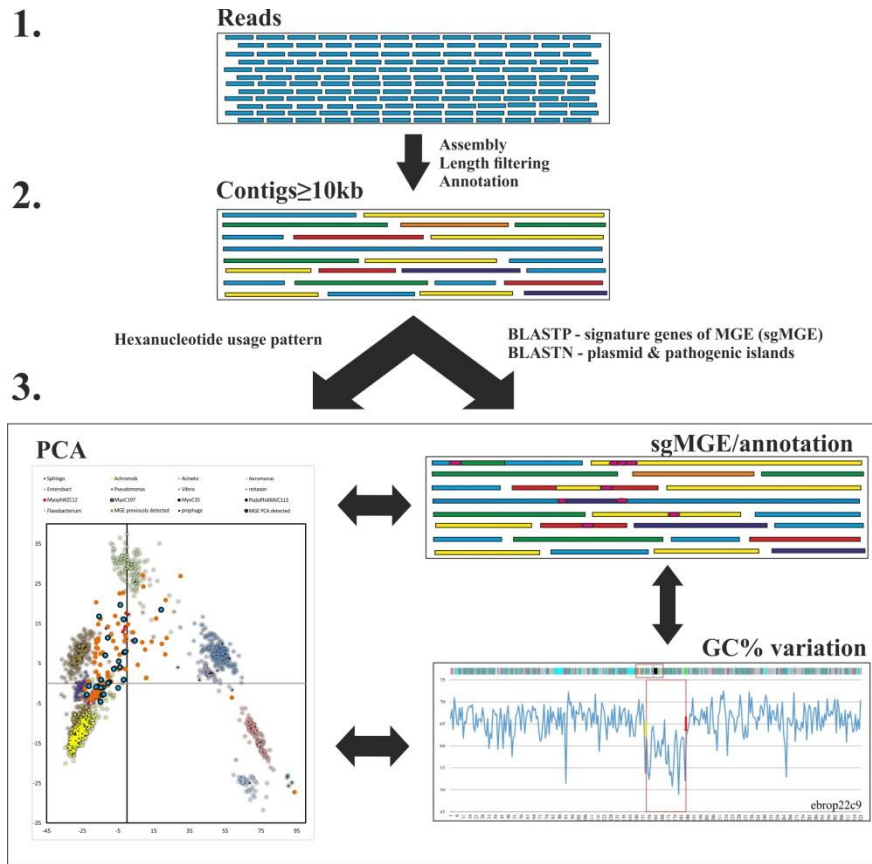 1.
Reads
Assembly
Length filtering
Annotation
2.
Contigs≥10kb
Hexanucleotide usage pattern
BLASTP - signature genes of MGE (sgMGE)
BLASTN - plasmid & pathogenic islands
3.
PCA
Sphingo
Achromob
Acineto
Aeromonas
Enterobact
Pseudomonas
Vibrio
notaxon
MyoC197
MyoC35
Flavobacterium
MGE previously detected
prophage
MGE PCA detected
35
25
15
5
-5
-15
-25
-35
-45 -25 -5 15 35 55 75 95
sgMGE/annotation
GC% variation
75
70
65
60
55
50
45
ebrop22c9